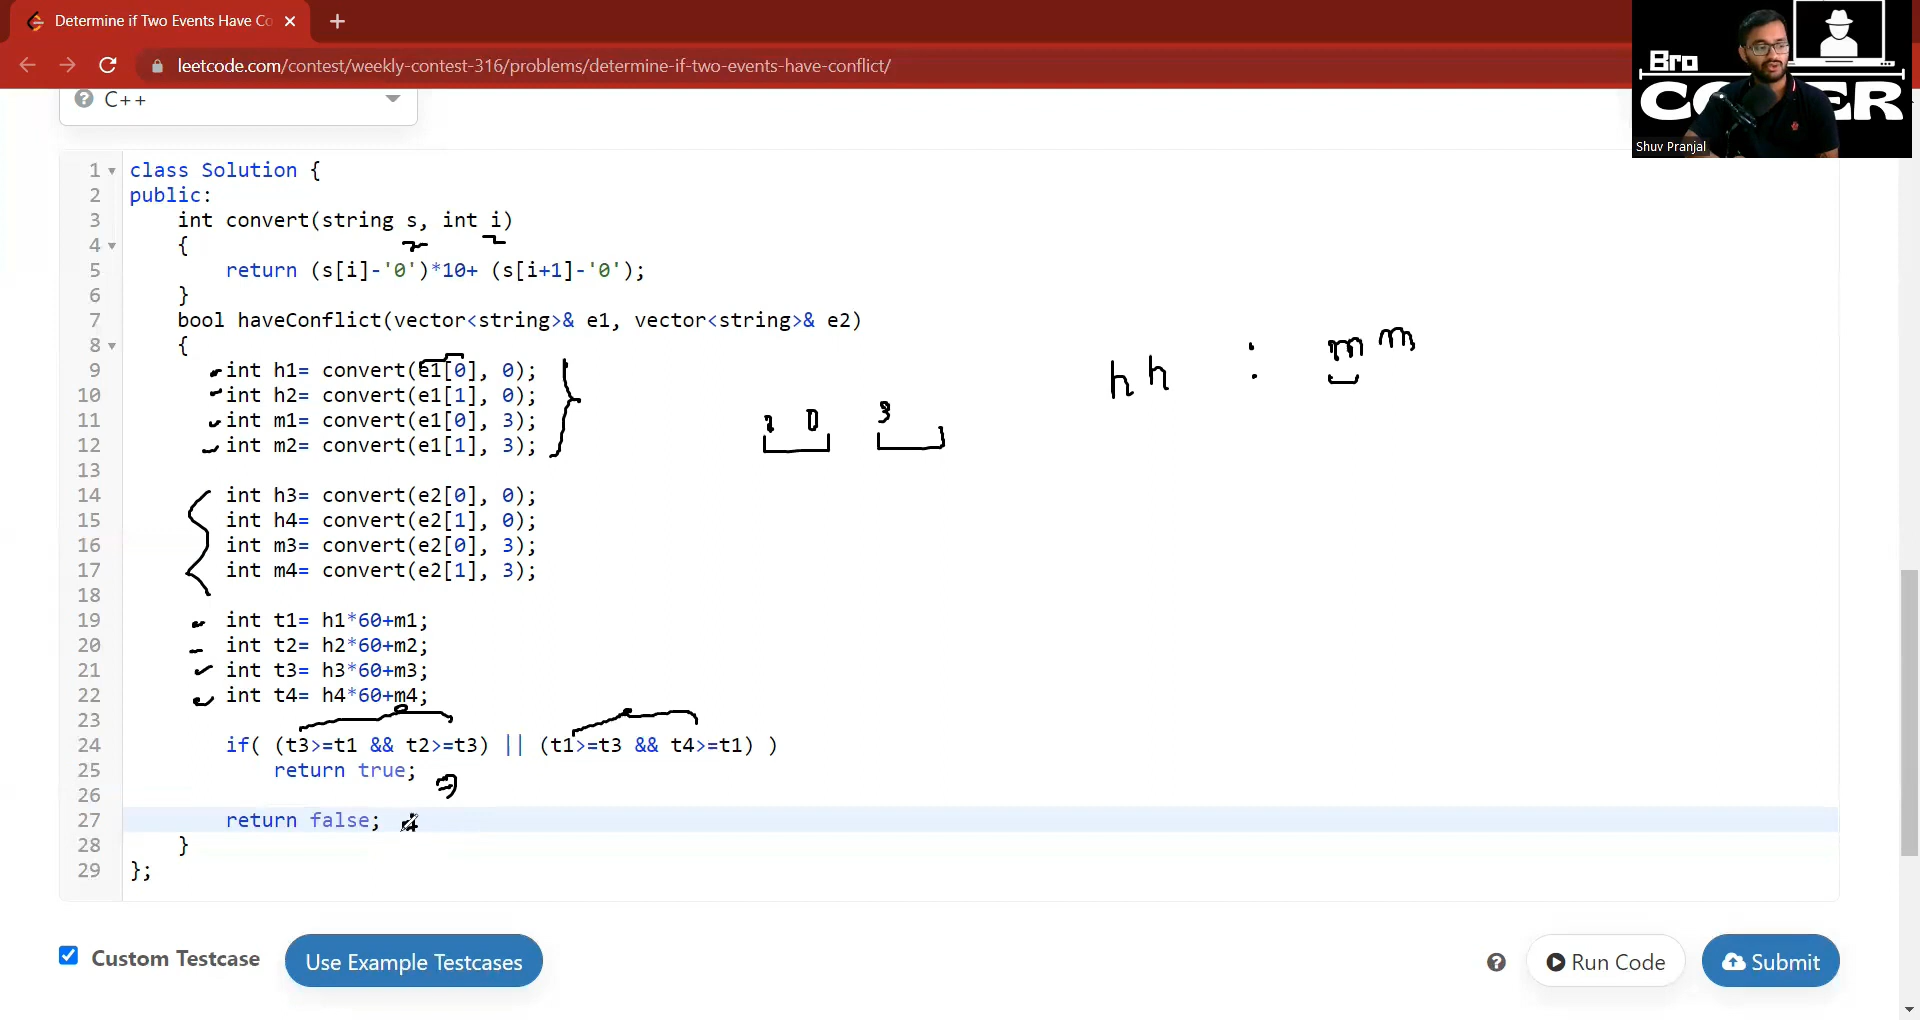 Determine if Two Events Have Co
leetcode.com/contest/weekly-contest-316/problems/determine-if-two-events-have-conflict/
Bro
CODER
Shuv Pranjal
C++
1 class Solution {
2 public:
3 int convert(string s, int i)
4 {
5 return (s[i]-'0')*10+ (s[i+1]-'0');
6 }
7 bool haveConflict(vector<string>& e1, vector<string>& e2)
8 {
9 int h1= convert(e1[0], 0);
10 int h2= convert(e1[1], 0);
11 int m1= convert(e1[0], 3);
12 int m2= convert(e1[1], 3);
13
14 int h3= convert(e2[0], 0);
15 int h4= convert(e2[1], 0);
16 int m3= convert(e2[0], 3);
17 int m4= convert(e2[1], 3);
18
19 int t1= h1*60+m1;
20 int t2= h2*60+m2;
21 int t3= h3*60+m3;
22 int t4= h4*60+m4;
23
24 if( (t3>=t1 && t2>=t3) || (t1>=t3 && t4>=t1) )
25 return true;
26
27 return false;
28 }
29 };
hh : mm
0 3
Custom Testcase
Use Example Testcases
Run Code
Submit